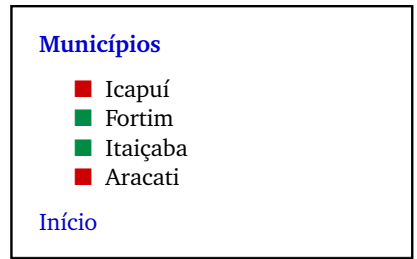 Municípios
Icapuí
Fortim
Itaiçaba
Aracati
Início